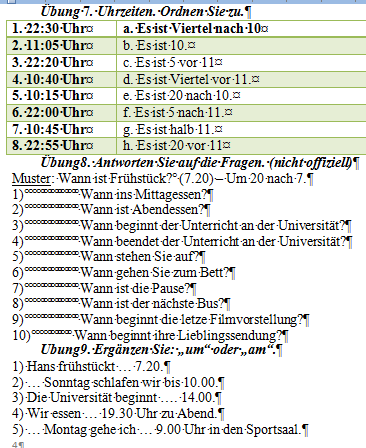 Übung 7. Uhrzeiten. Ordnen Sie zu.
1. 22:30 Uhr¤ a. Es ist Viertel nach 10¤
2. 11:05 Uhr¤ b. Es ist 10.¤
3. 22:20 Uhr¤ c. Es ist 5 vor 11¤
4. 10:40 Uhr¤ d. Es ist Viertel vor 11.¤
5. 10:15 Uhr¤ e. Es ist 20 nach 10.¤
6. 22:00 Uhr¤ f. Es ist 5 nach 11.¤
7. 10:45 Uhr¤ g. Es ist halb 11.¤
8. 22:55 Uhr¤ h. Es ist 20 vor 11¤
Übung 8. Antworten Sie auf die Fragen. (nicht offiziell)¶
Muster: Wann ist Frühstück? (7.20) – Um 20 nach 7.¶
1) Wann ins Mittagessen?¶
2) Wann ist Abendessen?¶
3) Wann beginnt der Unterricht an der Universität?¶
4) Wann beendet der Unterricht an der Universität?¶
5) Wann stehen Sie auf?¶
6) Wann gehen Sie zum Bett?¶
7) Wann ist die Pause?¶
8) Wann ist der nächste Bus?¶
9) Wann beginnt die letze Filmvorstellung?¶
10) Wann beginnt ihre Lieblingssendung?¶
Übung 9. Ergänzen Sie: „um“ oder „am“.¶
1) Hans frühstückt … 7.20.¶
2) … Sonntag schlafen wir bis 10.00.¶
3) Die Universität beginnt … 14.00.¶
4) Wir essen … 19.30 Uhr zu Abend.¶
5) … Montag gehe ich … 9.00 Uhr in den Sportsaal.¶
4¶